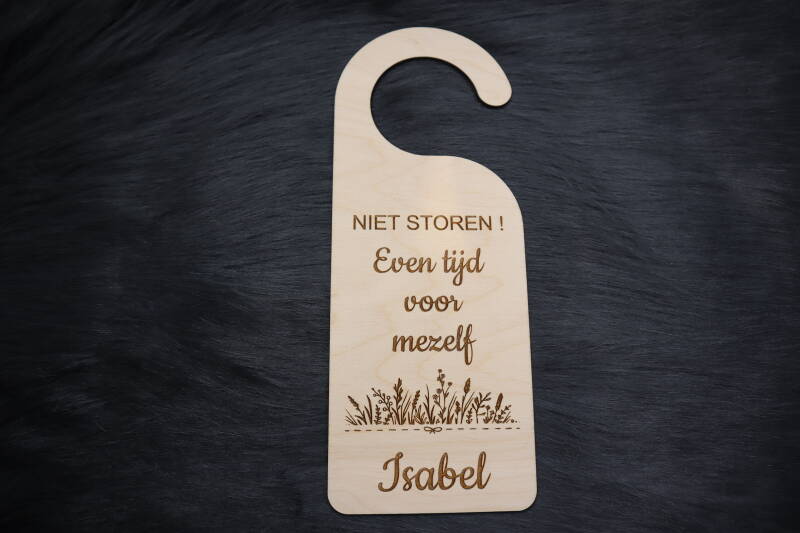 NIET STOREN !
Even tijd
voor
mezelf
Isabel